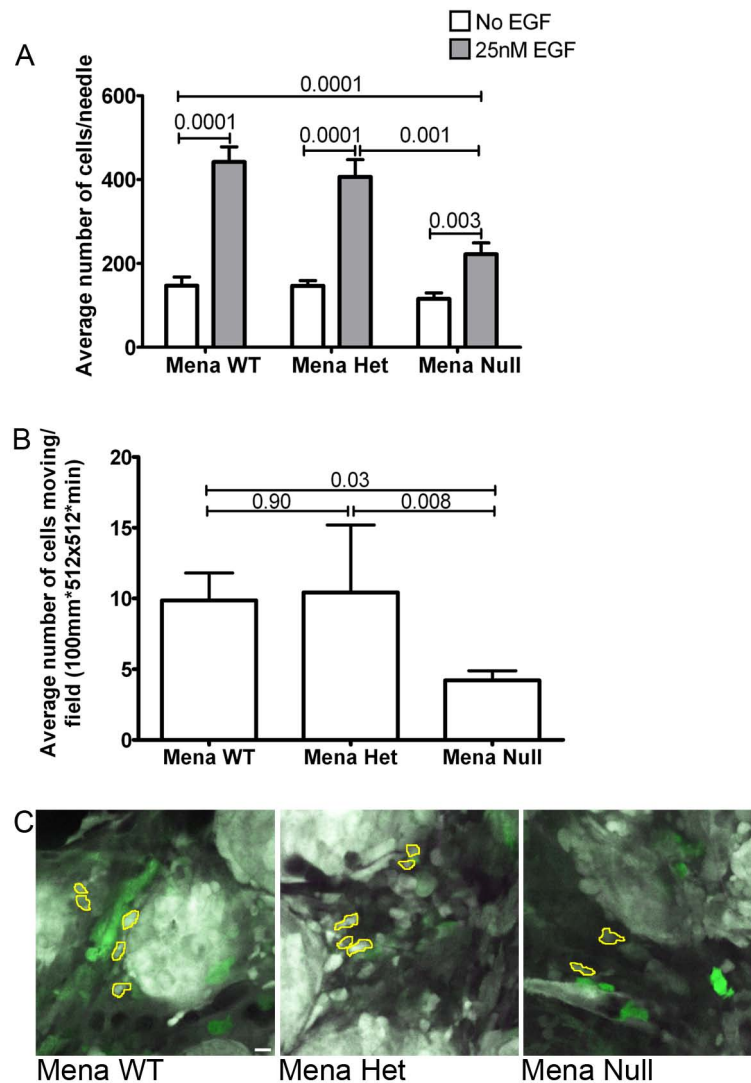 No EGF
25nM EGF
A
0.0001
0.0001
0.0001
0.001
0.003
Average number of cells/needle
600
400
200
0
Mena WT
Mena Het
Mena Null
B
Average number of cells moving/
field (100mm*512x512*min)
20
15
10
5
0
0.03
0.90
0.008
Mena WT
Mena Het
Mena Null
C
Mena WT
Mena Het
Mena Null